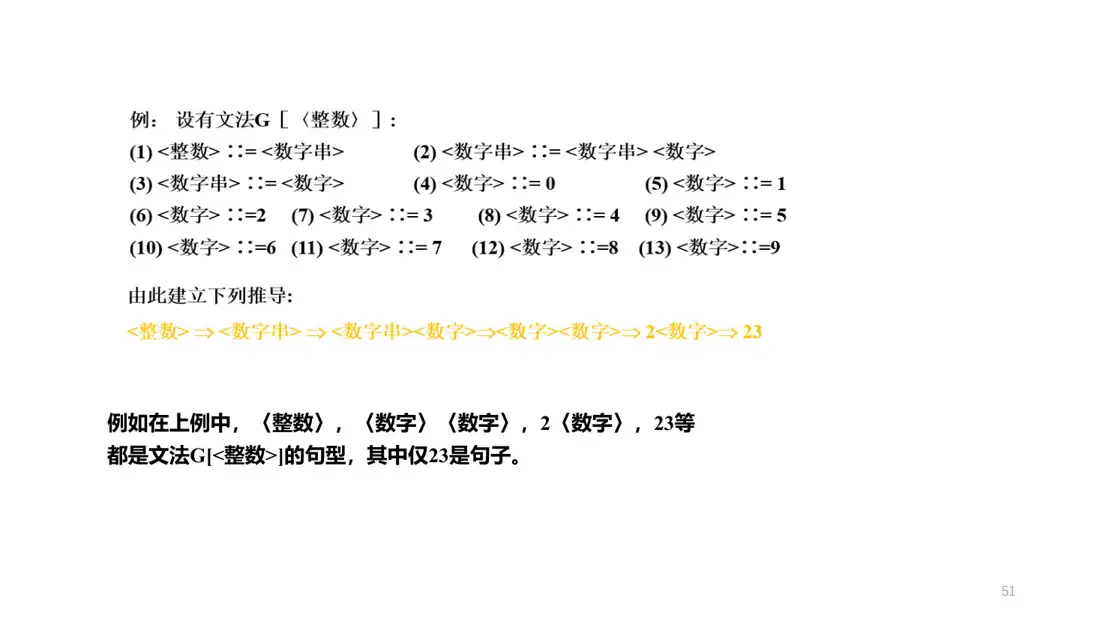 例： 设有文法G［〈整数〉］:
(1) <整数> ∷= <数字串> (2) <数字串> ∷= <数字串> <数字>
(3) <数字串> ∷= <数字> (4) <数字> ∷= 0 (5) <数字> ∷= 1
(6) <数字> ∷=2 (7) <数字> ∷= 3 (8) <数字> ∷= 4 (9) <数字> ∷= 5
(10) <数字> ∷=6 (11) <数字> ∷= 7 (12) <数字> ∷=8 (13) <数字>∷=9
由此建立下列推导:
<整数> ⇒ <数字串> ⇒ <数字串><数字>⇒<数字><数字>⇒ 2<数字>⇒ 23
例如在上例中，〈整数〉，〈数字〉〈数字〉，2〈数字〉，23等
都是文法G[<整数>]的句型，其中仅23是句子。
51